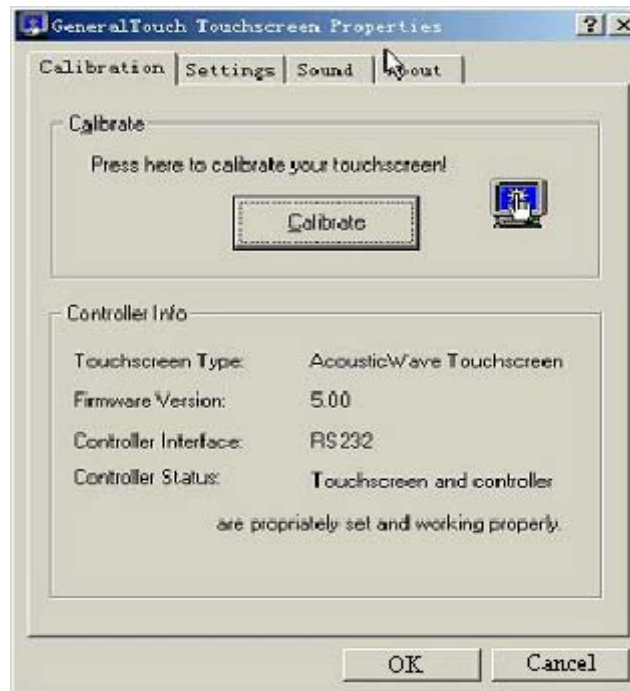 GeneralTouch Touchscreen Properties
Calibration Settings Sound About
Calibrate
Press here to calibrate your touchscreen!
Calibrate
Controller Info
Touchscreen Type: AcousticWave Touchscreen
Firmware Version: 5.00
Controller Interface: RS232
Controller Status: Touchscreen and controller
are propriately set and working properly.
OK Cancel